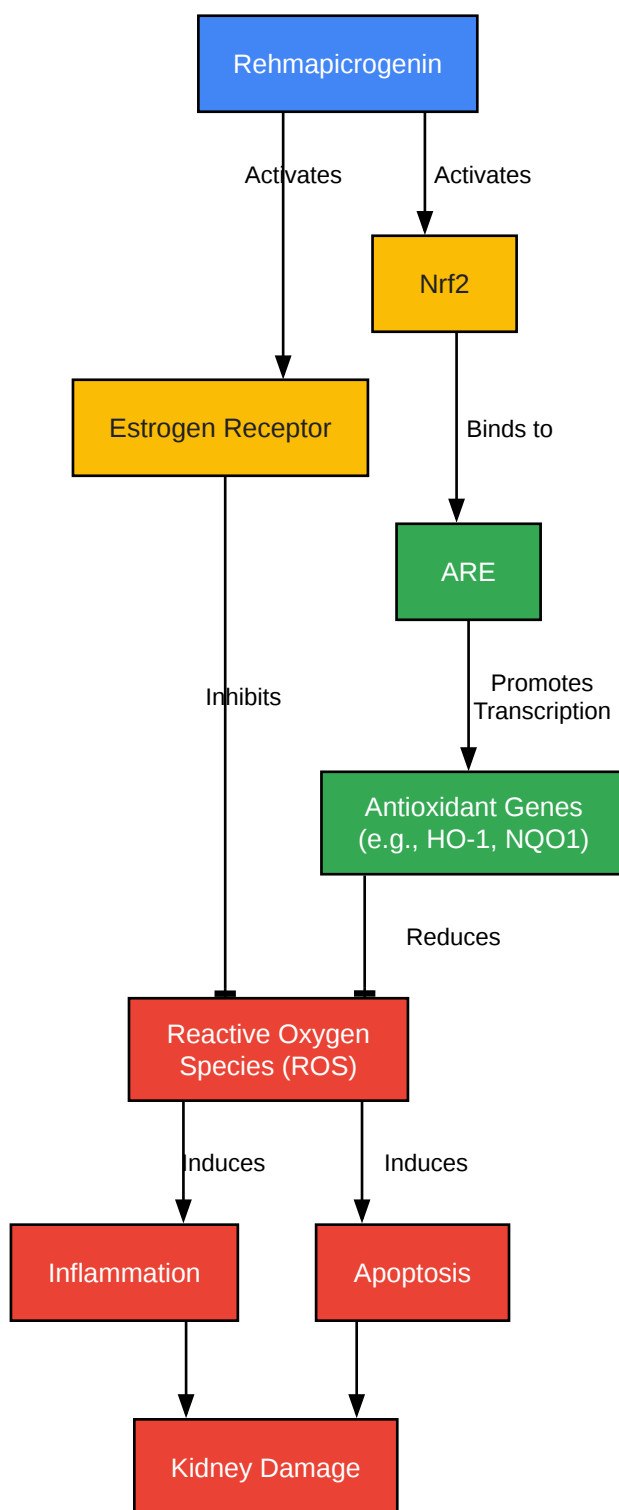 Rehmapicrogenin
Activates
Activates
Nrf2
Estrogen Receptor
Binds to
ARE
Inhibits
Promotes
Transcription
Antioxidant Genes
(e.g., HO-1, NQO1)
Reduces
Reactive Oxygen
Species (ROS)
Induces
Induces
Inflammation
Apoptosis
Kidney Damage